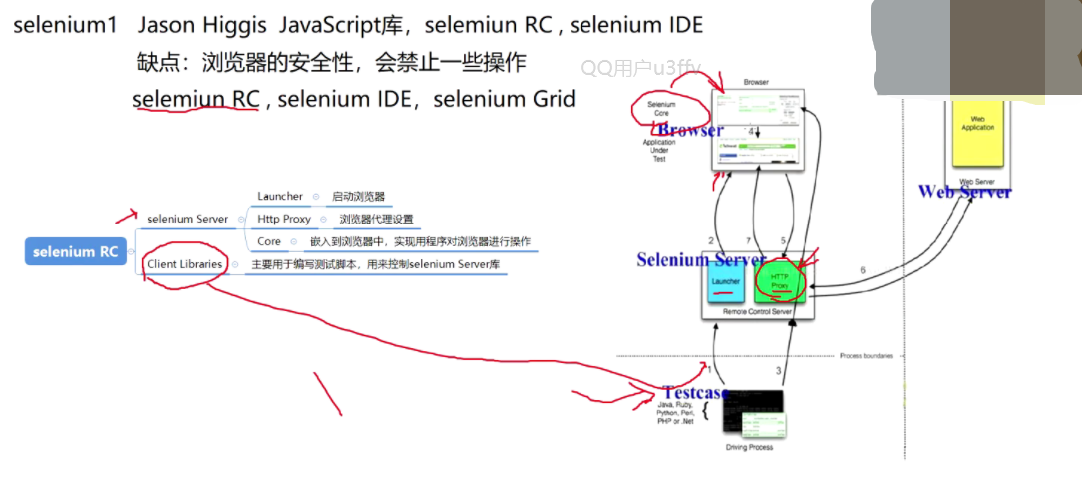 selenium1 Jason Higgis JavaScript库，selemiun RC , selenium IDE
缺点：浏览器的安全性，会禁止一些操作
selemiun RC , selenium IDE，selenium Grid
QQ用户u3ffy
selenium RC
selenium Server
Launcher
启动浏览器
Http Proxy
浏览器代理设置
Core
嵌入到浏览器中，实现用程序对浏览器进行操作
Client Libraries
主要用于编写测试脚本，用来控制selenium Server库
Browser
Selenium
Core
Browser
Application
Under
Test
4
Web
Application
Web Server
Web Server
2
7
5
6
Selenium Server
Launcher
HTTP
Proxy
Remote Control Server
Process boundaries
1
3
Testcase
Java, Ruby,
Python, Perl,
PHP or .Net
{
Driving Process